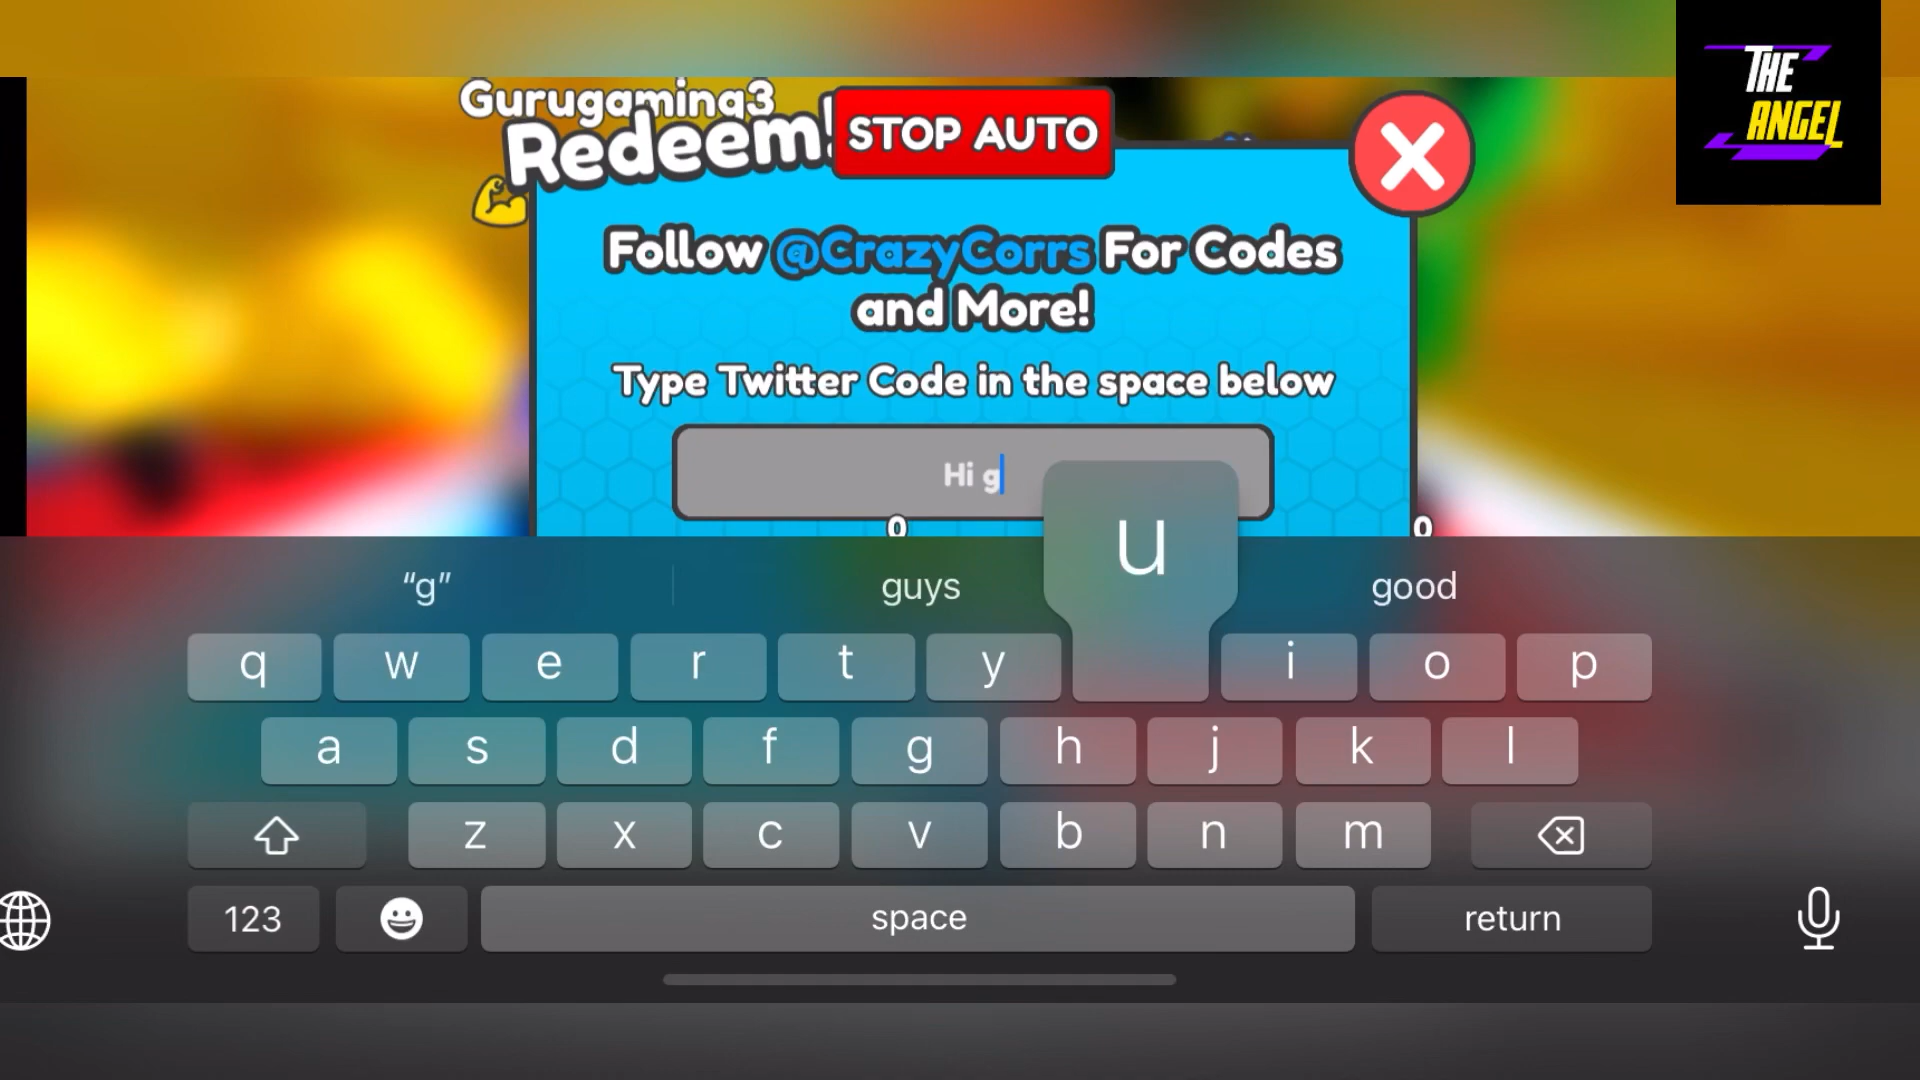 THE
ANGEL
Gurugaming3
Redeem!
STOP AUTO
Follow @CrazyCorrs For Codes
and More!
Type Twitter Code in the space below
Hi g
0
0
“g”
guys
good
q w e r t y u i o p
a s d f g h j k l
z x c v b n m
123
space
return